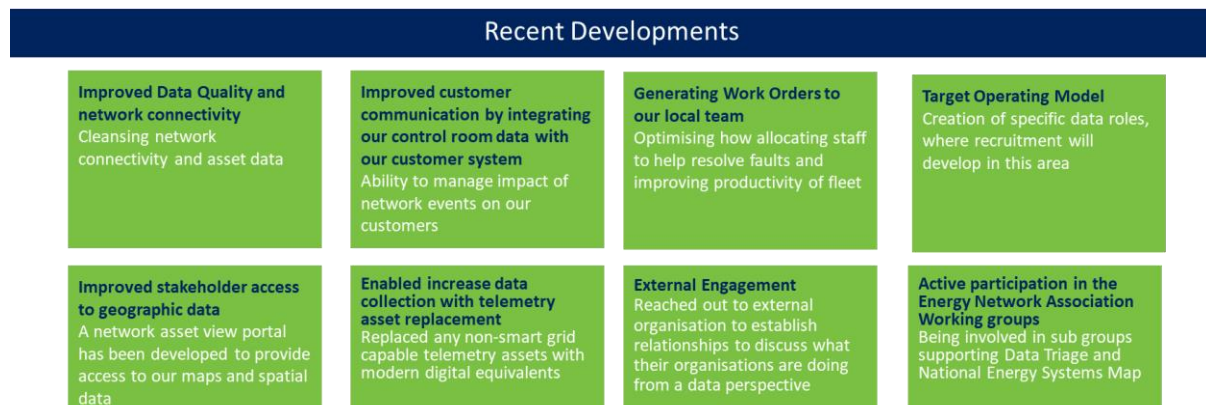 Recent Developments
Improved Data Quality and
network connectivity
Cleansing network
connectivity and asset data
Improved customer
communication by integrating
our control room data with
our customer system
Ability to manage impact of
network events on our
customers
Generating Work Orders to
our local team
Optimising how allocating staff
to help resolve faults and
improving productivity of fleet
Target Operating Model
Creation of specific data roles,
where recruitment will
develop in this area
Improved stakeholder access
to geographic data
A network asset view portal
has been developed to provide
access to our maps and spatial
data
Enabled increase data
collection with telemetry
asset replacement
Replaced any non-smart grid
capable telemetry assets with
modern digital equivalents
External Engagement
Reached out to external
organisation to establish
relationships to discuss what
their organisations are doing
from a data perspective
Active participation in the
Energy Network Association
Working groups
Being involved in sub groups
supporting Data Triage and
National Energy Systems Map